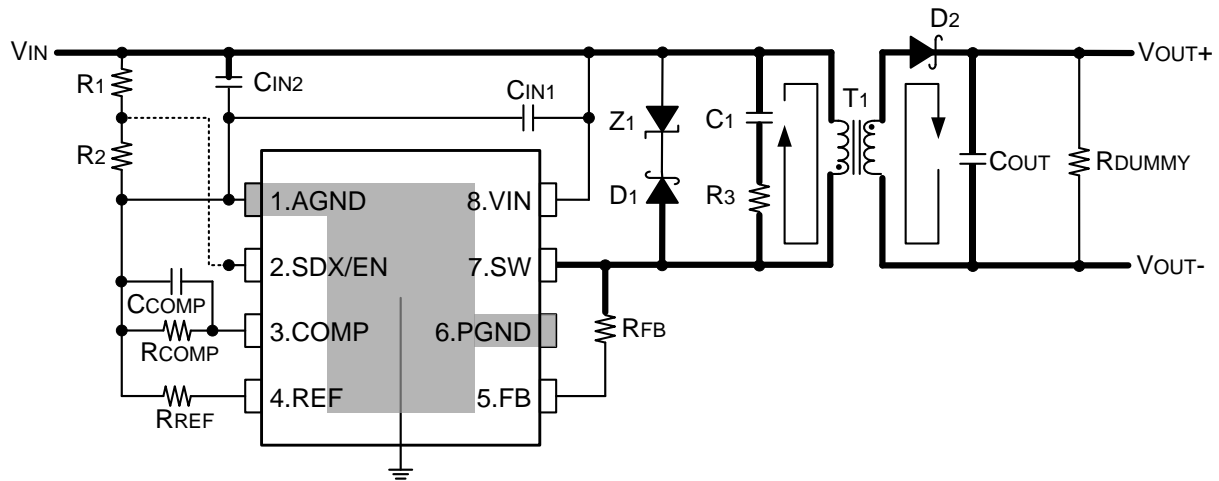 D2
VIN
VOUT+
R1
CIN2
CIN1
T1
Z1
C1
R2
COUT
RDUMMY
D1
R3
1.AGND
8.VIN
2.SDX/EN
7.SW
VOUT-
CCOMP
3.COMP
6.PGND
RFB
RCOMP
4.REF
5.FB
RREF